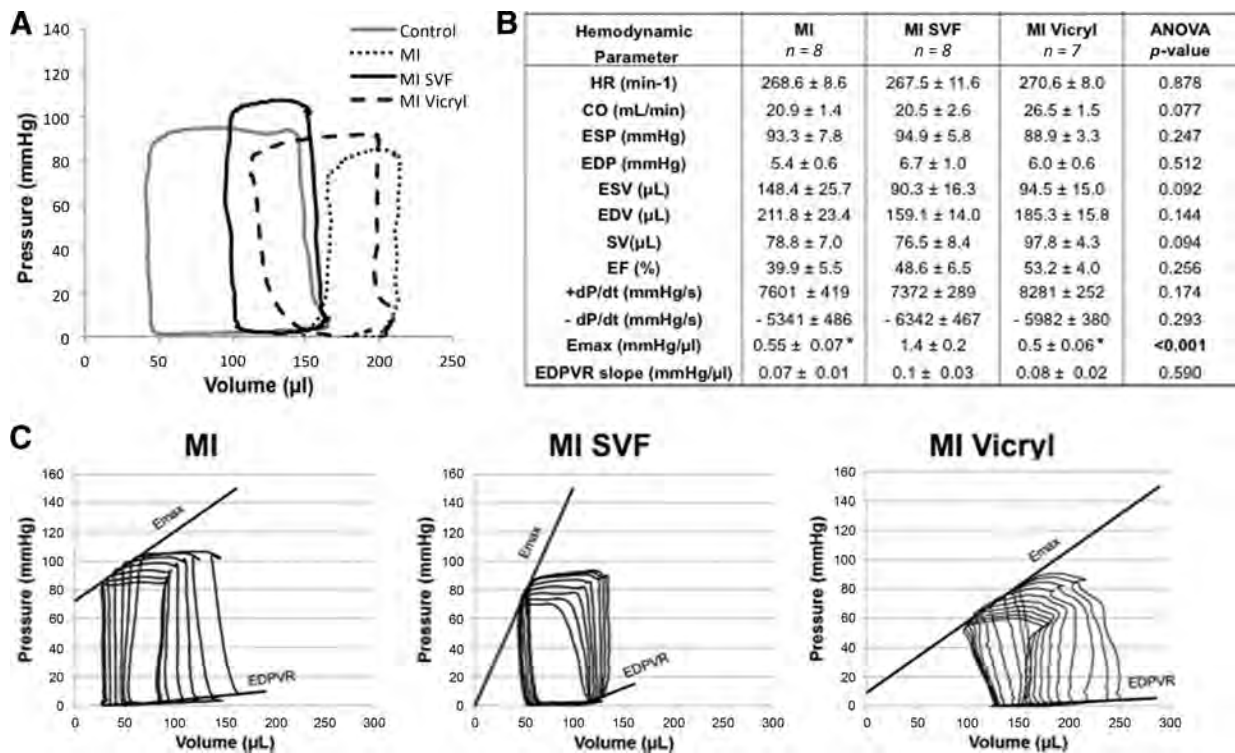 A
140
120
100
80
60
40
20
0
Pressure (mmHg)
0 50 100 150 200 250
Volume (µl)
Control
MI
MI SVF
MI Vicryl
B
Hemodynamic Parameter MI n = 8 MI SVF n = 8 MI Vicryl n = 7 ANOVA p-value
HR (min-1) 268.6 ± 8.6 267.5 ± 11.6 270.6 ± 8.0 0.878
CO (mL/min) 20.9 ± 1.4 20.5 ± 2.6 26.5 ± 1.5 0.077
ESP (mmHg) 93.3 ± 7.8 94.9 ± 5.8 88.9 ± 3.3 0.247
EDP (mmHg) 5.4 ± 0.6 6.7 ± 1.0 6.0 ± 0.6 0.512
ESV (µL) 148.4 ± 25.7 90.3 ± 16.3 94.5 ± 15.0 0.092
EDV (µL) 211.8 ± 23.4 159.1 ± 14.0 185.3 ± 15.8 0.144
SV(µL) 78.8 ± 7.0 76.5 ± 8.4 97.8 ± 4.3 0.094
EF (%) 39.9 ± 5.5 48.6 ± 6.5 53.2 ± 4.0 0.256
+dP/dt (mmHg/s) 7601 ± 419 7372 ± 289 8281 ± 252 0.174
- dP/dt (mmHg/s) - 5341 ± 486 - 6342 ± 467 - 5982 ± 380 0.293
Emax (mmHg/µl) 0.55 ± 0.07* 1.4 ± 0.2 0.5 ± 0.06* <0,001
EDPVR slope (mmHg/µl) 0.07 ± 0.01 0.1 ± 0.03 0.08 ± 0.02 0.590
C
MI
160
140
120
100
80
60
40
20
0
Pressure (mmHg)
Emax
EDPVR
0 50 100 150 200 250 300
Volume (µL)
MI SVF
160
140
120
100
80
60
40
20
0
Pressure (mmHg)
Emax
EDPVR
0 50 100 150 200 250 300
Volume (µL)
MI Vicryl
160
140
120
100
80
60
40
20
0
Pressure (mmHg)
Emax
EDPVR
0 50 100 150 200 250 300
Volume (µL)